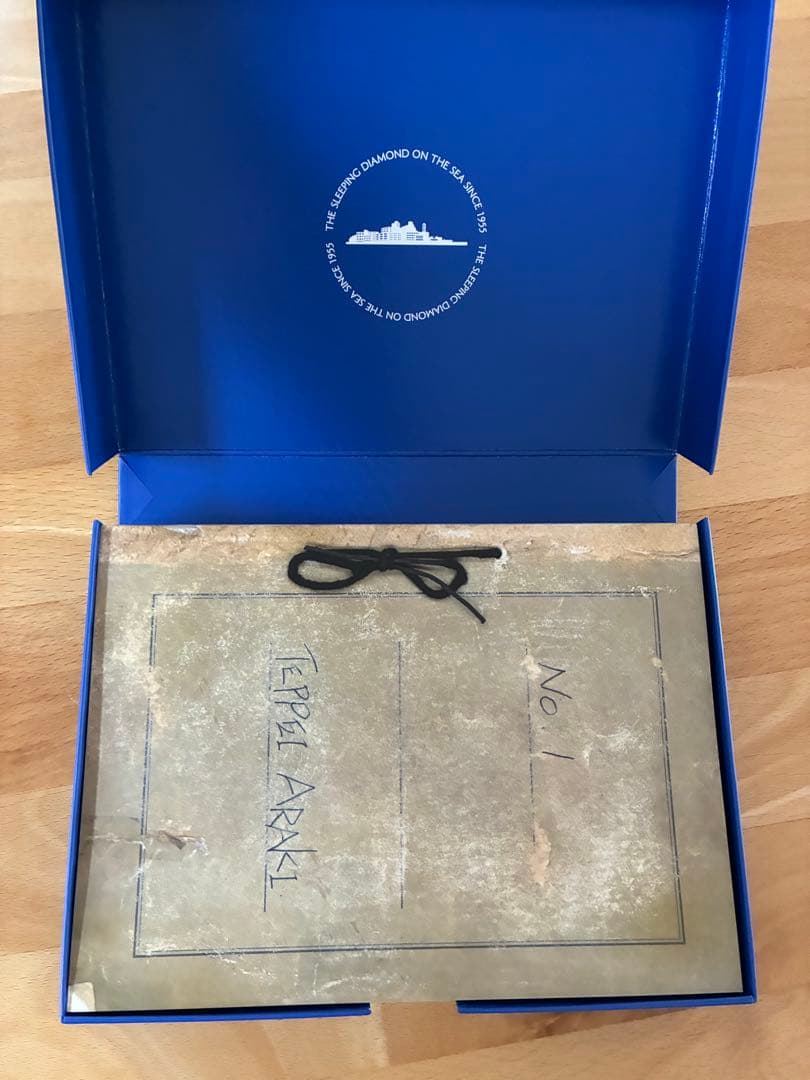 THE SLEEPING DIAMOND ON THE SEA SINCE 1955
THE SLEEPING DIAMOND ON THE SEA SINCE 1955
No. 1
TEPPEI ARAKI